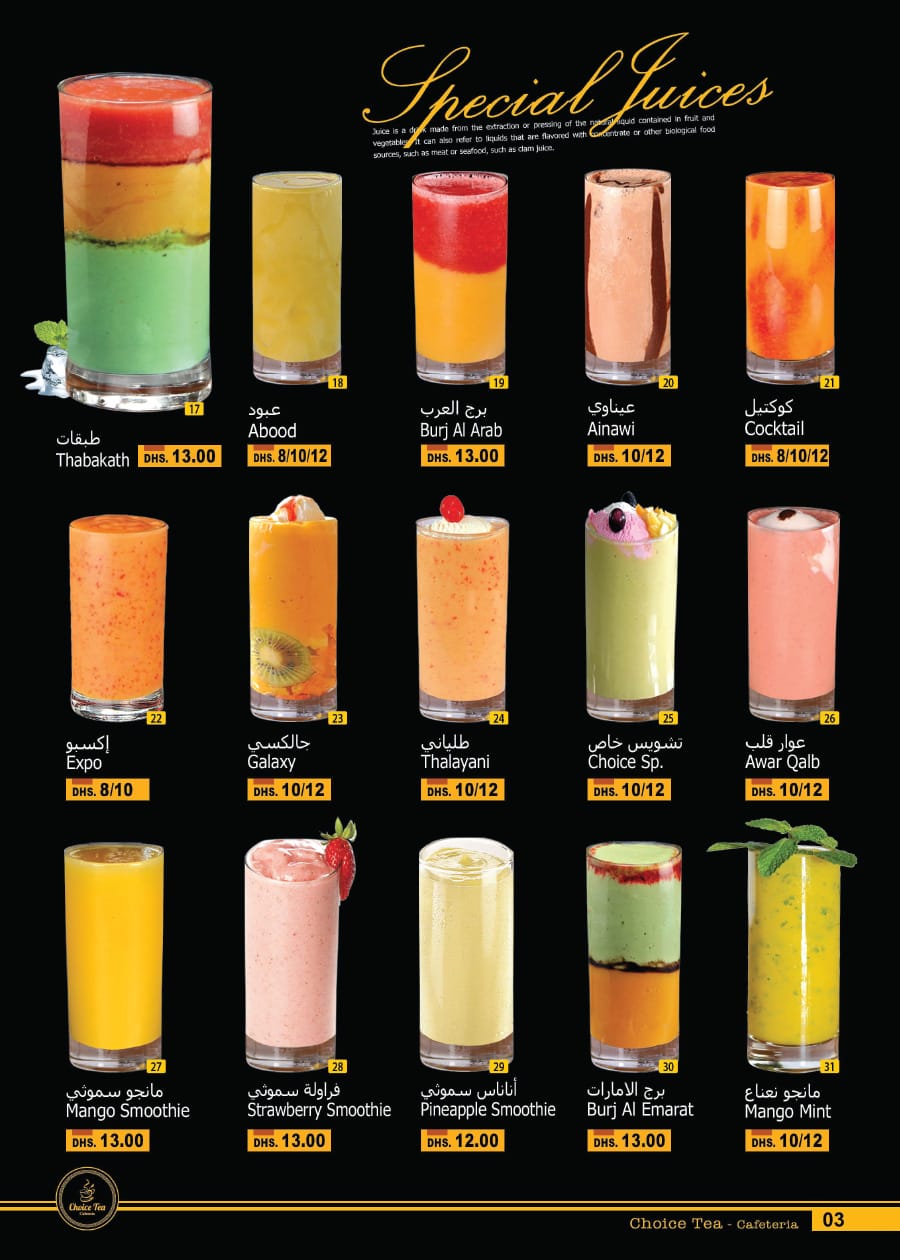 Special Juices
Juice is a drink made from the extraction or pressing of the natural liquid contained in fruit and
vegetables. It can also refer to liquids that are flavored with concentrate or other biological food
sources, such as meat or seafood, such as clam juice.
17
طبقات
Thabakath
DHS. 13.00
18
عبود
Abood
DHS. 8/10/12
19
برج العرب
Burj Al Arab
DHS. 13.00
20
عيناوي
Ainawi
DHS. 10/12
21
كوكتيل
Cocktail
DHS. 8/10/12
22
إكسبو
Expo
DHS. 8/10
23
جالكسي
Galaxy
DHS. 10/12
24
طلياني
Thalayani
DHS. 10/12
25
تشويس خاص
Choice Sp.
DHS. 10/12
26
عوار قلب
Awar Qalb
DHS. 10/12
27
مانجو سموثي
Mango Smoothie
DHS. 13.00
28
فراولة سموثي
Strawberry Smoothie
DHS. 13.00
29
أناناس سموثي
Pineapple Smoothie
DHS. 12.00
30
برج الامارات
Burj Al Emarat
DHS. 13.00
31
مانجو نعناع
Mango Mint
DHS. 10/12
Choice Tea
Cafeteria
Choice Tea - Cafeteria
03